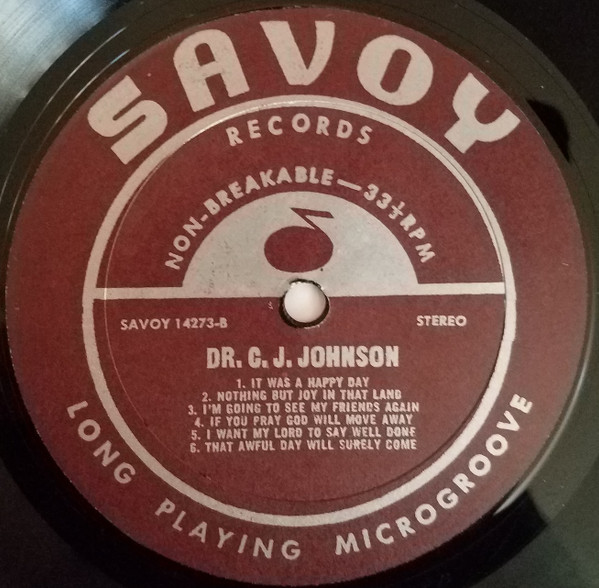 SAVOY
RECORDS
NON-BREAKABLE—33⅓RPM
SAVOY 14273-B
STEREO
DR. C. J. JOHNSON
1. IT WAS A HAPPY DAY
2. NOTHING BUT JOY IN THAT LAND
3. I'M GOING TO SEE MY FRIENDS AGAIN
4. IF YOU PRAY GOD WILL MOVE AWAY
5. I WANT MY LORD TO SAY WELL DONE
6. THAT AWFUL DAY WILL SURELY COME
LONG PLAYING MICROGROOVE